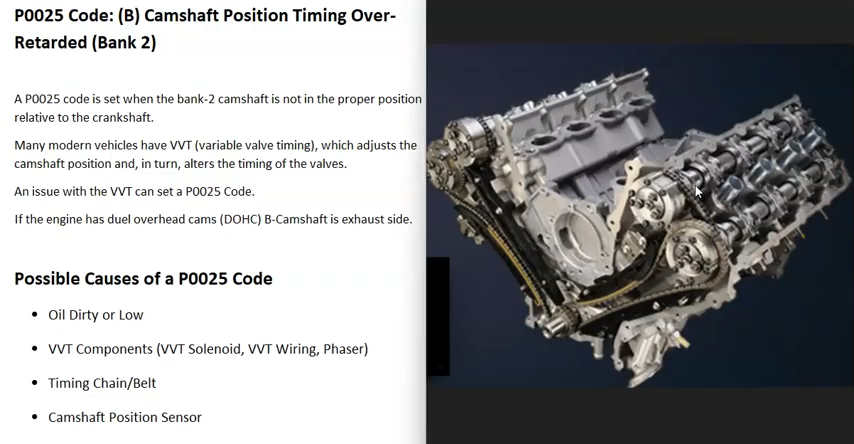 P0025 Code: (B) Camshaft Position Timing Over-
Retarded (Bank 2)
A P0025 code is set when the bank-2 camshaft is not in the proper position
relative to the crankshaft.
Many modern vehicles have VVT (variable valve timing), which adjusts the
camshaft position and, in turn, alters the timing of the valves.
An issue with the VVT can set a P0025 Code.
If the engine has duel overhead cams (DOHC) B-Camshaft is exhaust side.
Possible Causes of a P0025 Code
• Oil Dirty or Low
• VVT Components (VVT Solenoid, VVT Wiring, Phaser)
• Timing Chain/Belt
• Camshaft Position Sensor